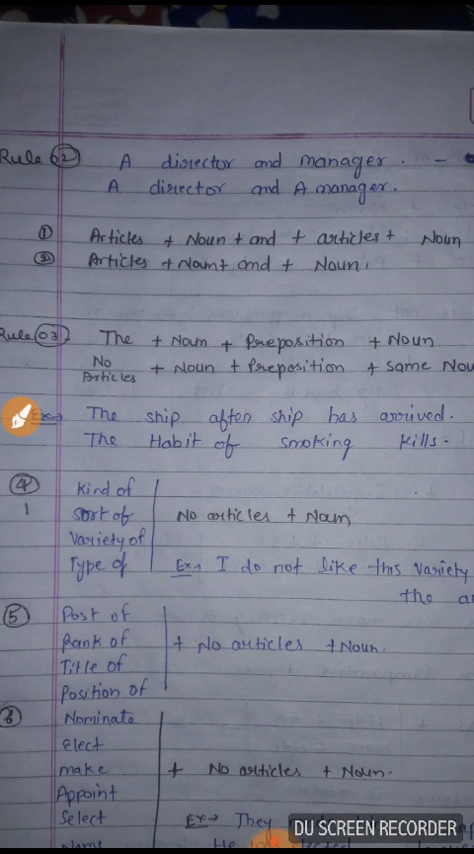 Rule 02 A director and manager. -
A director and A manager.
① Articles + Noun + and + articles + Noun
② Articles + Noun + and + Noun.
Rule 03 The + Noun + Preposition + Noun
No Articles + Noun + Preposition + same Nou
Ex→ The ship after ship has arrived.
The Habit of smoking kills.
④ Kind of
1 Sort of No articles + Noun
Variety of
Type of Ex→ I do not like this variety
the
⑤ Post of
Rank of + No articles + Noun.
Title of
Position of
⑥ Nominate
elect
make + No articles + Noun.
Appoint
Select Ex→ They
He
DU SCREEN RECORDER